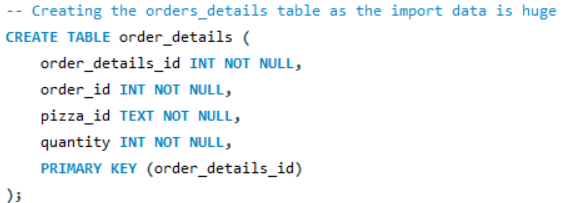 -- Creating the orders_details table as the import data is huge
CREATE TABLE order_details (
    order_details_id INT NOT NULL,
    order_id INT NOT NULL,
    pizza_id TEXT NOT NULL,
    quantity INT NOT NULL,
    PRIMARY KEY (order_details_id)
);